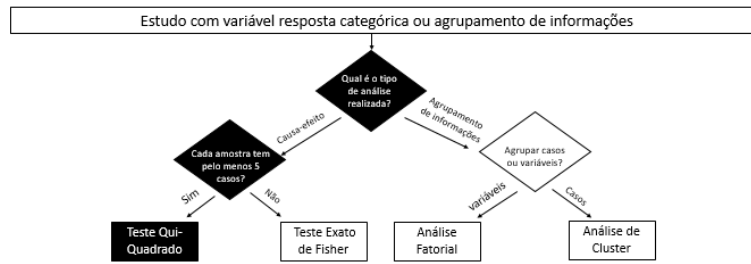 Estudo com variável resposta categórica ou agrupamento de informações
Qual é o tipo
de análise
realizada?
Causa-efeito
Agrupamento
de informações
Cada amostra tem
pelo menos 5
casos?
Agrupar casos
ou variáveis?
Sim
Não
variáveis
Casos
Teste Qui-
Quadrado
Teste Exato
de Fisher
Análise
Fatorial
Análise de
Cluster